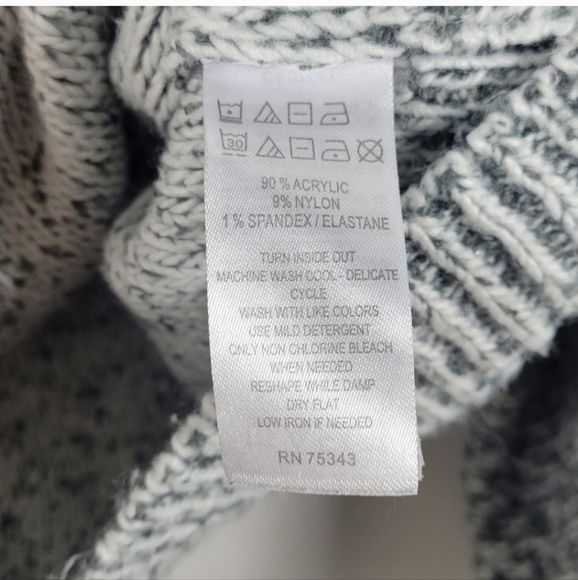 30
90 % ACRYLIC
9% NYLON
1 % SPANDEX / ELASTANE
TURN INSIDE OUT
MACHINE WASH COOL - DELICATE
CYCLE
WASH WITH LIKE COLORS
USE MILD DETERGENT
ONLY NON CHLORINE BLEACH
WHEN NEEDED
RESHAPE WHILE DAMP
DRY FLAT
LOW IRON IF NEEDED
RN 75343